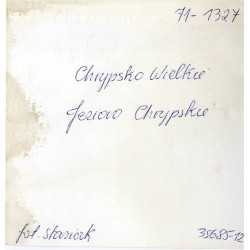 71-1327
Chrypsko Wielkie
Jezioro Chrypskie
fot. Stasiak 35685-12